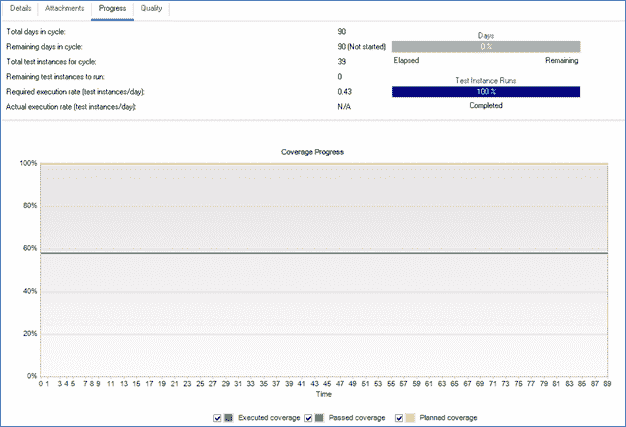 Details Attachments Progress Quality
Total days in cycle: 90
Remaining days in cycle: 90 (Not started)
Total test instances for cycle: 39
Remaining test instances to run: 0
Required execution rate (test instances/day): 0.43
Actual execution rate (test instances/day): N/A
Days
0 %
Elapsed Remaining
Test Instance Runs
100 %
Completed
Coverage Progress
100%
80%
60%
40%
20%
0%
0 1 3 4 5 7 8 9 11 13 15 17 19 21 23 25 27 29 31 33 35 37 39 41 43 45 47 49 51 53 55 57 59 61 63 65 67 69 71 73 75 77 79 81 83 85 87 89
Time
Executed coverage Passed coverage Planned coverage